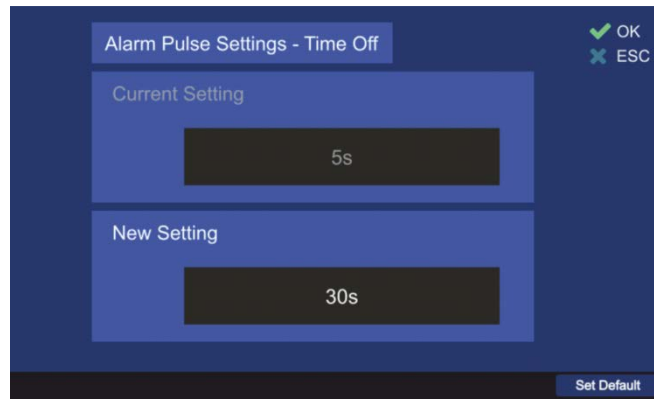 Alarm Pulse Settings - Time Off
OK
ESC
Current Setting
5s
New Setting
30s
Set Default